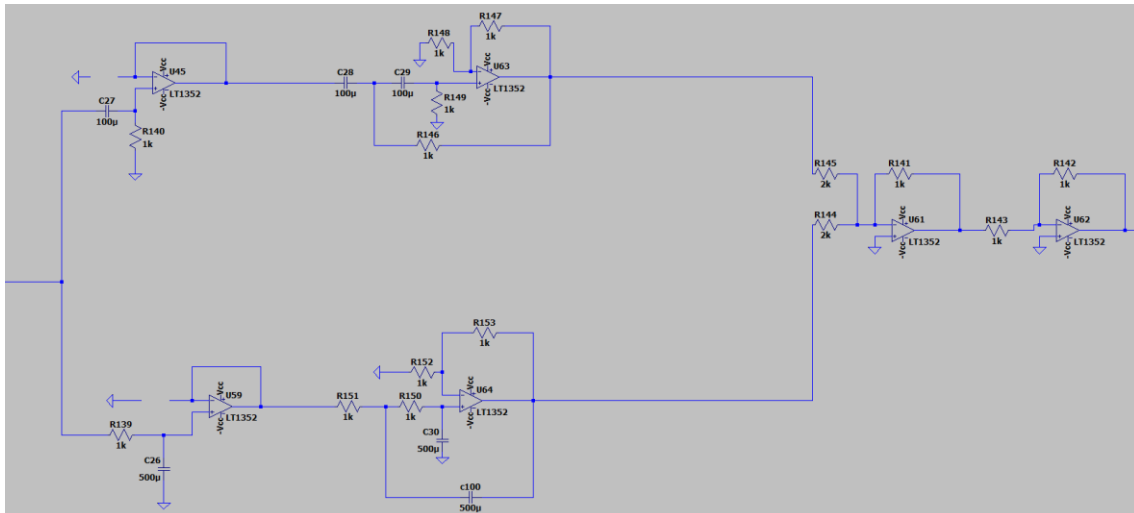 R147
1k
R148
1k
+Vcc
U63
LT1352
-Vcc
+Vcc
U45
LT1352
-Vcc
C27
100µ
R140
1k
C28
100µ
C29
100µ
R149
1k
R146
1k
R145
2k
R144
2k
R141
1k
+Vcc
U61
LT1352
-Vcc
R143
1k
R142
1k
+Vcc
U62
LT1352
-Vcc
R139
1k
C26
500µ
+Vcc
U59
LT1352
-Vcc
R151
1k
R150
1k
R152
1k
R153
1k
+Vcc
U64
LT1352
-Vcc
C30
500µ
c100
500µ